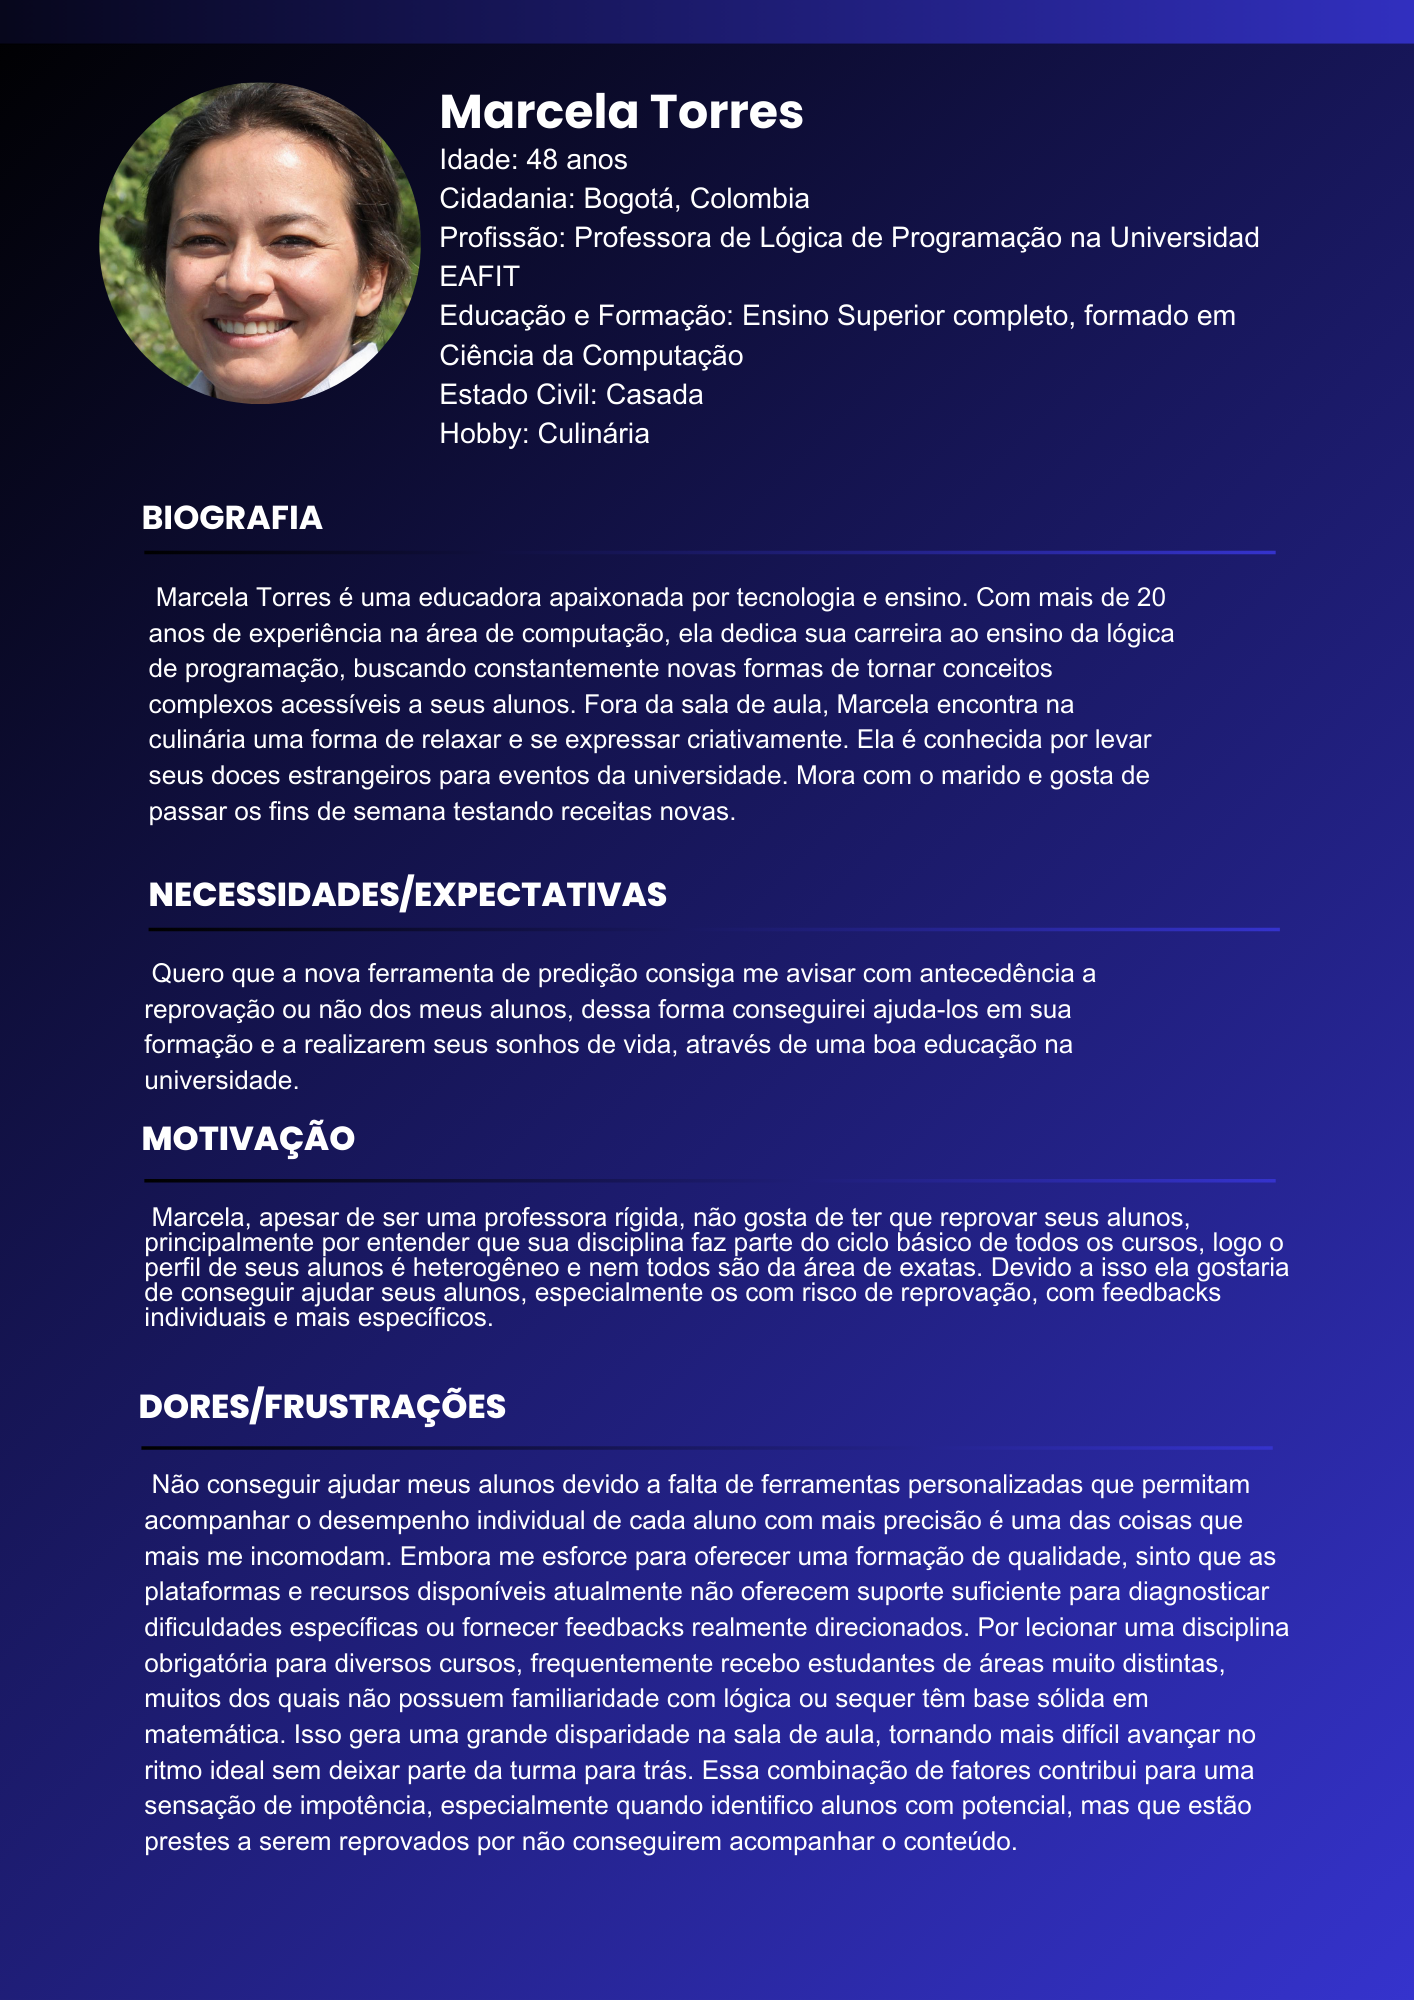 Marcela Torres
Idade: 48 anos
Cidadania: Bogotá, Colombia
Profissão: Professora de Lógica de Programação na Universidad
EAFIT
Educação e Formação: Ensino Superior completo, formado em
Ciência da Computação
Estado Civil: Casada
Hobby: Culinária
BIOGRAFIA
Marcela Torres é uma educadora apaixonada por tecnologia e ensino. Com mais de 20
anos de experiência na área de computação, ela dedica sua carreira ao ensino da lógica
de programação, buscando constantemente novas formas de tornar conceitos
complexos acessíveis a seus alunos. Fora da sala de aula, Marcela encontra na
culinária uma forma de relaxar e se expressar criativamente. Ela é conhecida por levar
seus doces estrangeiros para eventos da universidade. Mora com o marido e gosta de
passar os fins de semana testando receitas novas.
NECESSIDADES/EXPECTATIVAS
Quero que a nova ferramenta de predição consiga me avisar com antecedência a
reprovação ou não dos meus alunos, dessa forma conseguirei ajuda-los em sua
formação e a realizarem seus sonhos de vida, através de uma boa educação na
universidade.
MOTIVAÇÃO
Marcela, apesar de ser uma professora rígida, não gosta de ter que reprovar seus alunos,
principalmente por entender que sua disciplina faz parte do ciclo básico de todos os cursos, logo o
perfil de seus alunos é heterogêneo e nem todos são da área de exatas. Devido a isso ela gostaria
de conseguir ajudar seus alunos, especialmente os com risco de reprovação, com feedbacks
individuais e mais específicos.
DORES/FRUSTRAÇÕES
Não conseguir ajudar meus alunos devido a falta de ferramentas personalizadas que permitam
acompanhar o desempenho individual de cada aluno com mais precisão é uma das coisas que
mais me incomodam. Embora me esforce para oferecer uma formação de qualidade, sinto que as
plataformas e recursos disponíveis atualmente não oferecem suporte suficiente para diagnosticar
dificuldades específicas ou fornecer feedbacks realmente direcionados. Por lecionar uma disciplina
obrigatória para diversos cursos, frequentemente recebo estudantes de áreas muito distintas,
muitos dos quais não possuem familiaridade com lógica ou sequer têm base sólida em
matemática. Isso gera uma grande disparidade na sala de aula, tornando mais difícil avançar no
ritmo ideal sem deixar parte da turma para trás. Essa combinação de fatores contribui para uma
sensação de impotência, especialmente quando identifico alunos com potencial, mas que estão
prestes a serem reprovados por não conseguirem acompanhar o conteúdo.